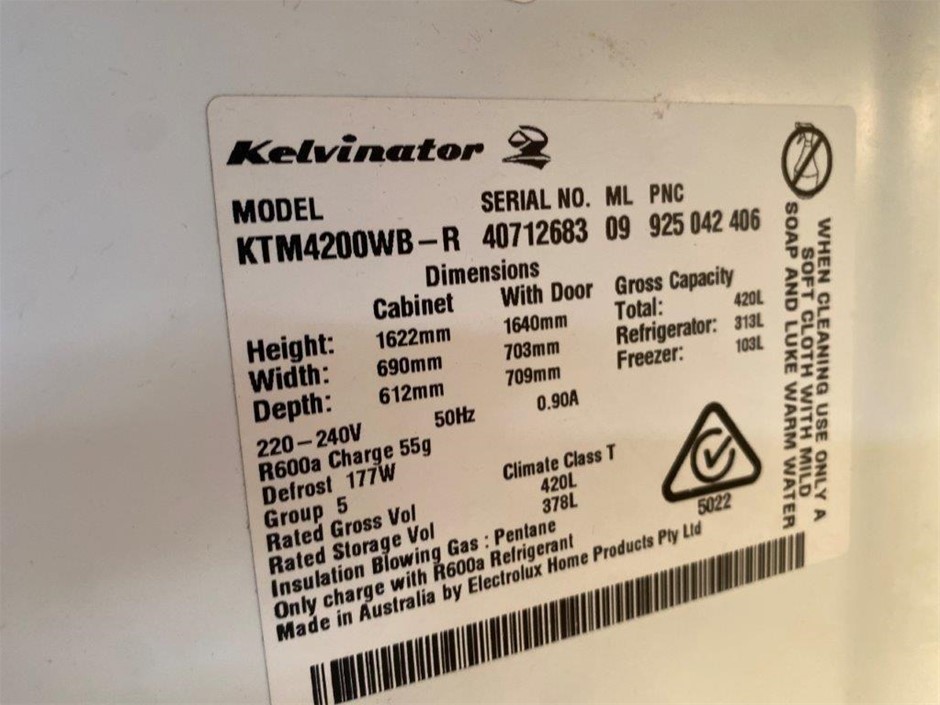 Kelvinator
MODEL SERIAL NO. ML PNC
KTM4200WB-R 40712683 09 925 042 406
Dimensions
Cabinet With Door Gross Capacity
Height: 1622mm 1640mm Total: 420L
Width: 690mm 703mm Refrigerator: 313L
Depth: 612mm 709mm Freezer: 103L
220-240V 50Hz 0.90A
R600a Charge 55g
Defrost 177W Climate Class T
Group 5
Rated Gross Vol 420L
Rated Storage Vol 378L
Insulation Blowing Gas : Pentane
Only charge with R600a Refrigerant
Made in Australia by Electrolux Home Products Pty Ltd
5022
WHEN CLEANING USE ONLY A
SOFT CLOTH WITH MILD
SOAP AND LUKE WARM WATER